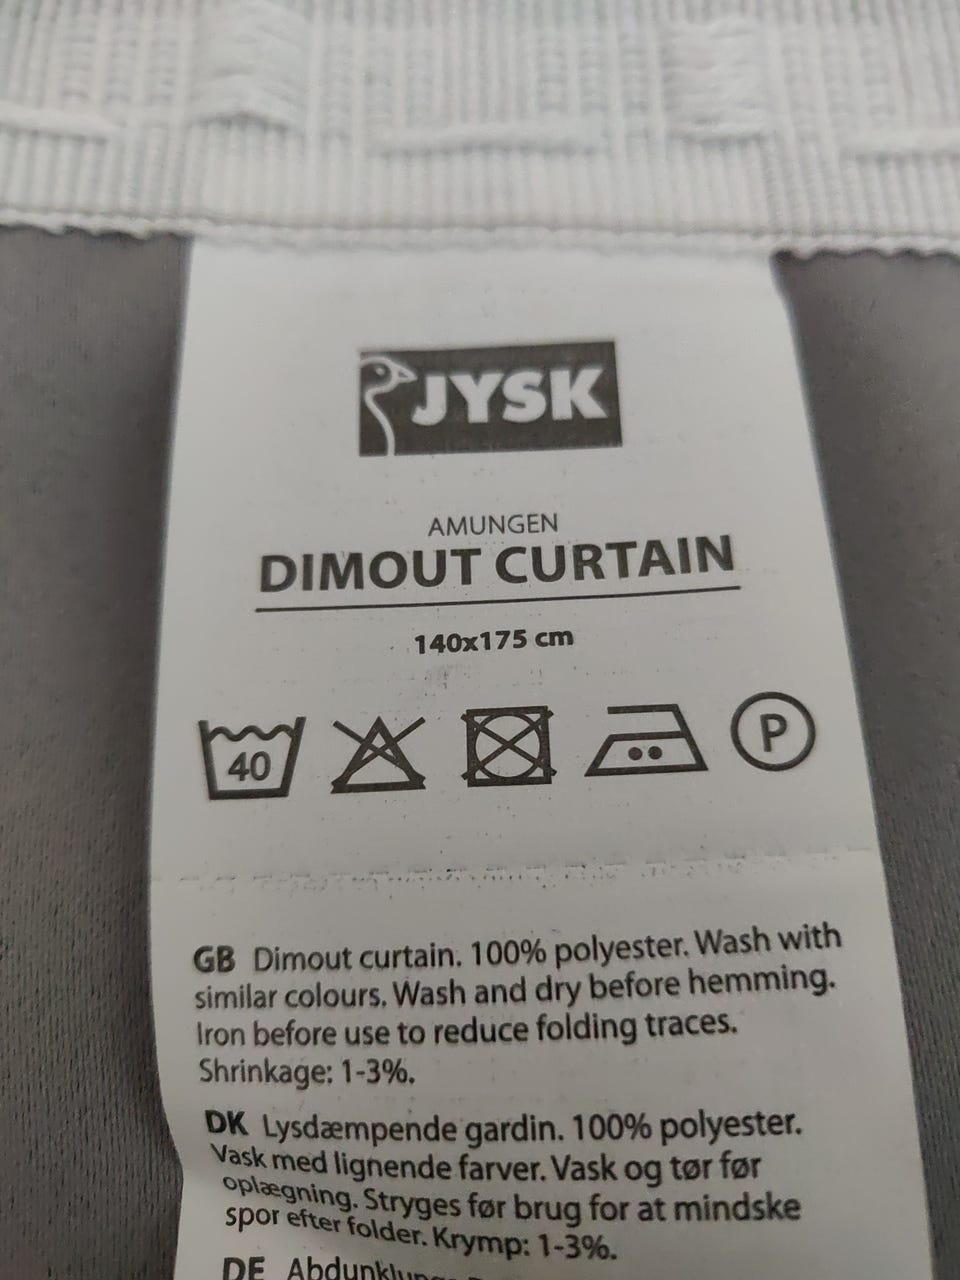 JYSK
AMUNGEN
DIMOUT CURTAIN
140x175 cm
40
P
GB Dimout curtain. 100% polyester. Wash with
similar colours. Wash and dry before hemming.
Iron before use to reduce folding traces.
Shrinkage: 1-3%.
DK Lysdæmpende gardin. 100% polyester.
Vask med lignende farver. Vask og tør før
oplægning. Stryges før brug for at mindske
spor efter folder. Krymp: 1-3%.
DE